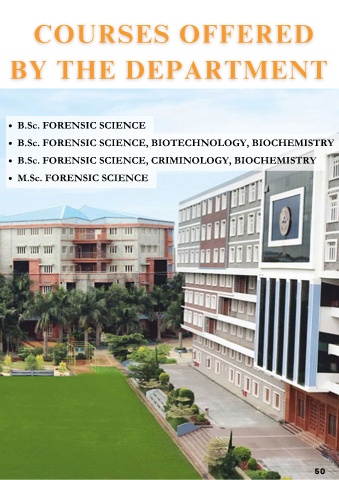 COURSES OFFERED
BY THE DEPARTMENT
• B.Sc. FORENSIC SCIENCE
• B.Sc. FORENSIC SCIENCE, BIOTECHNOLOGY, BIOCHEMISTRY
• B.Sc. FORENSIC SCIENCE, CRIMINOLOGY, BIOCHEMISTRY
• M.Sc. FORENSIC SCIENCE
50